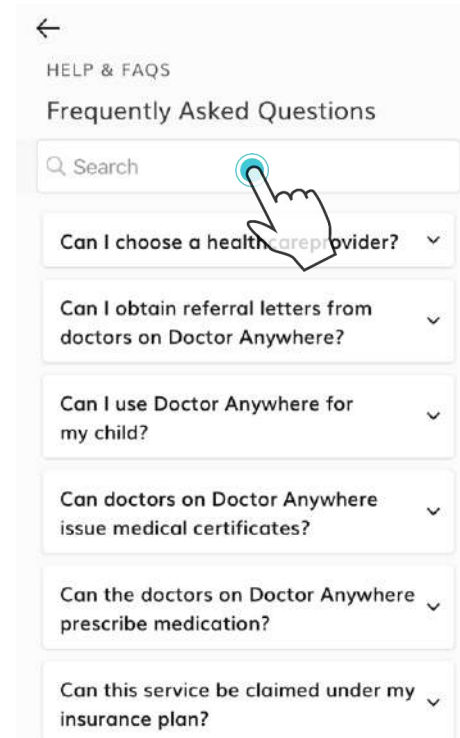 HELP & FAQS
Frequently Asked Questions
Search
Can I choose a healthcareprovider?
Can I obtain referral letters from
doctors on Doctor Anywhere?
Can I use Doctor Anywhere for
my child?
Can doctors on Doctor Anywhere
issue medical certificates?
Can the doctors on Doctor Anywhere
prescribe medication?
Can this service be claimed under my
insurance plan?